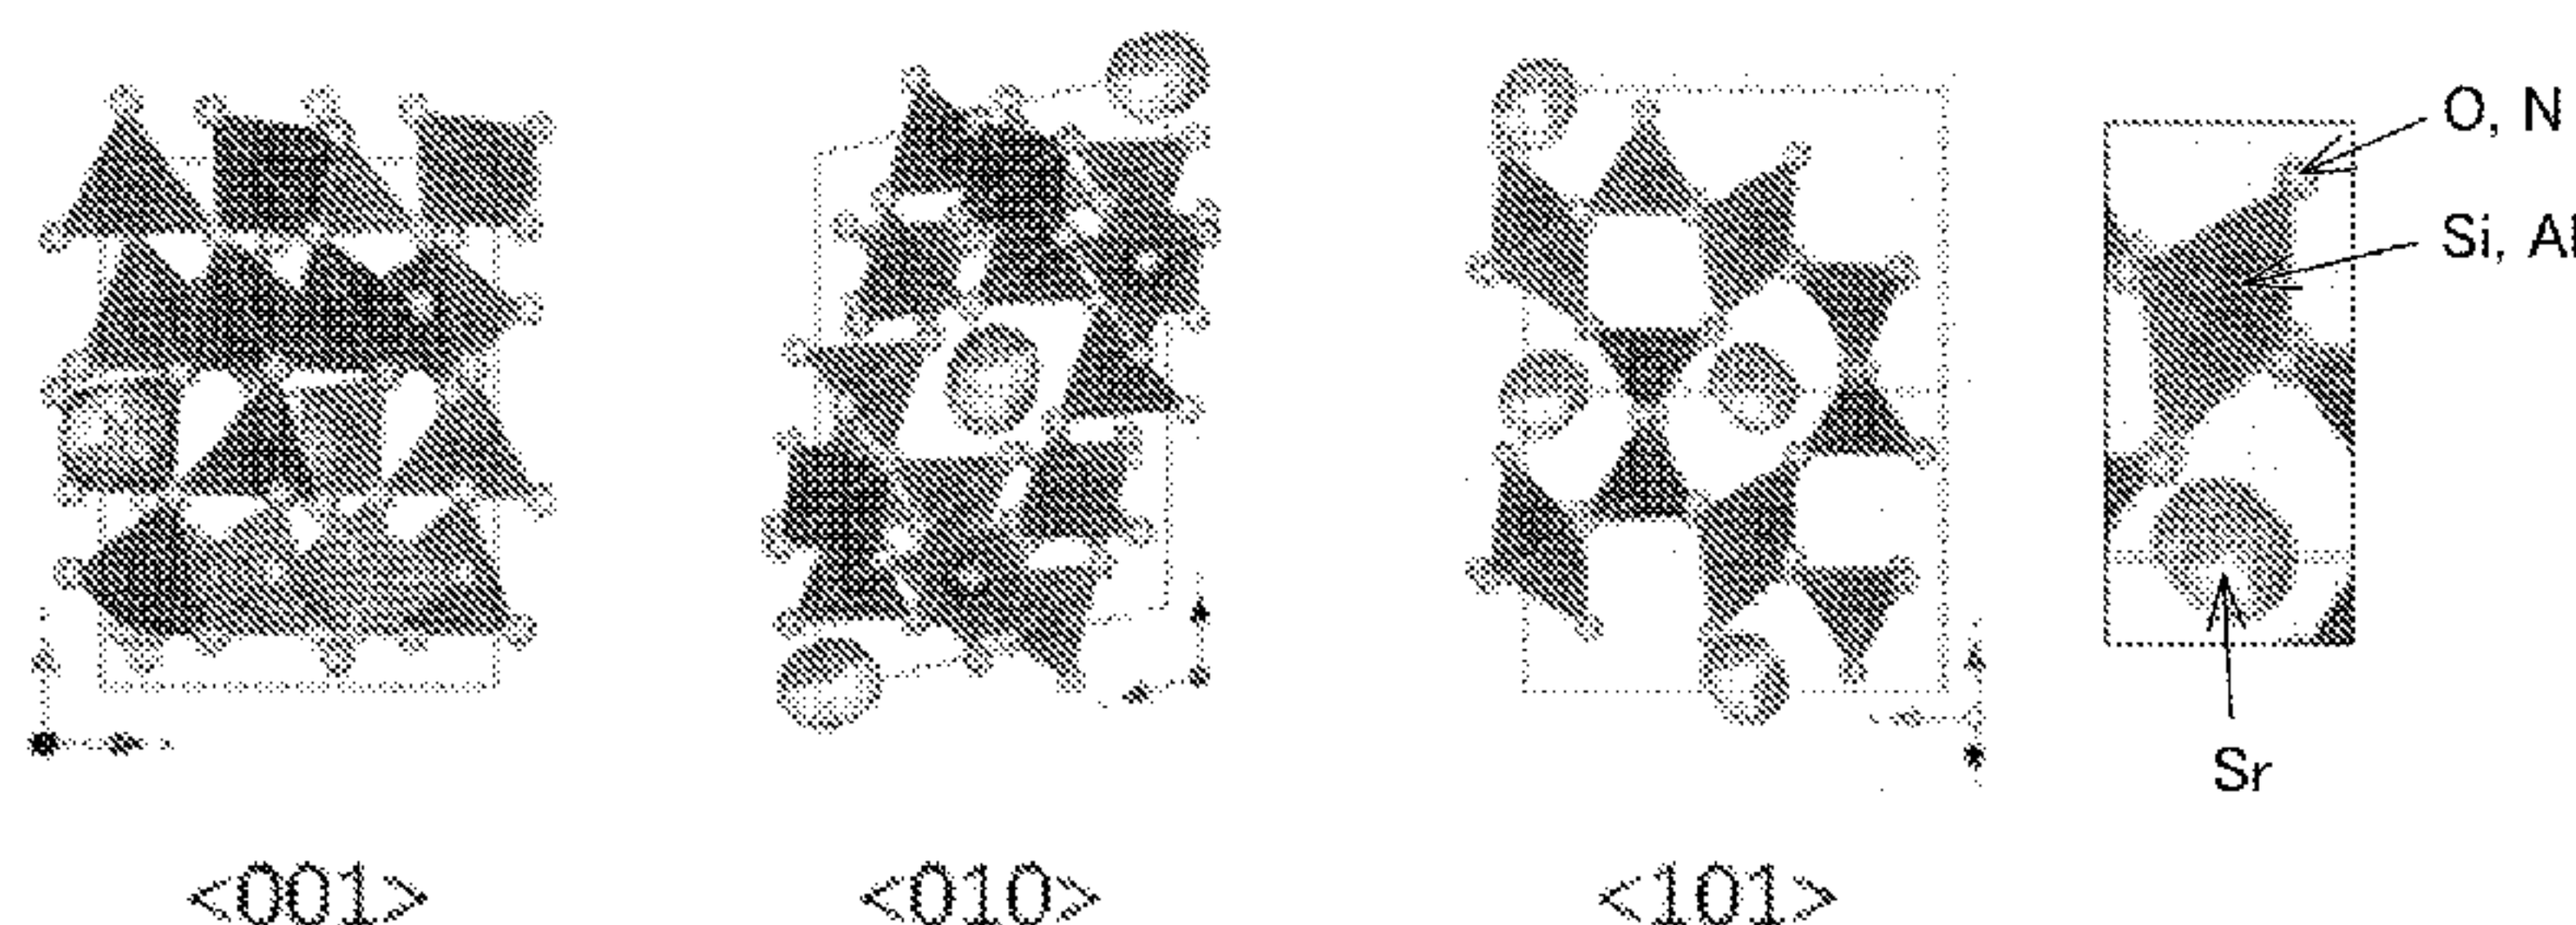 O, N
Si, Al
Sr
<001>
<010>
<101>